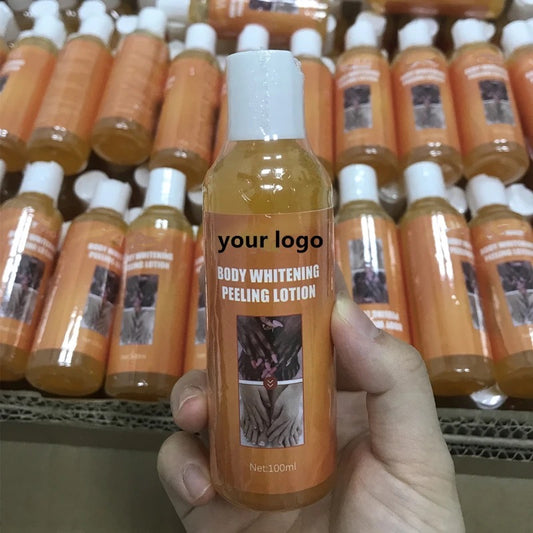 your logo
BODY WHITENING
PEELING LOTION
Net:100ml